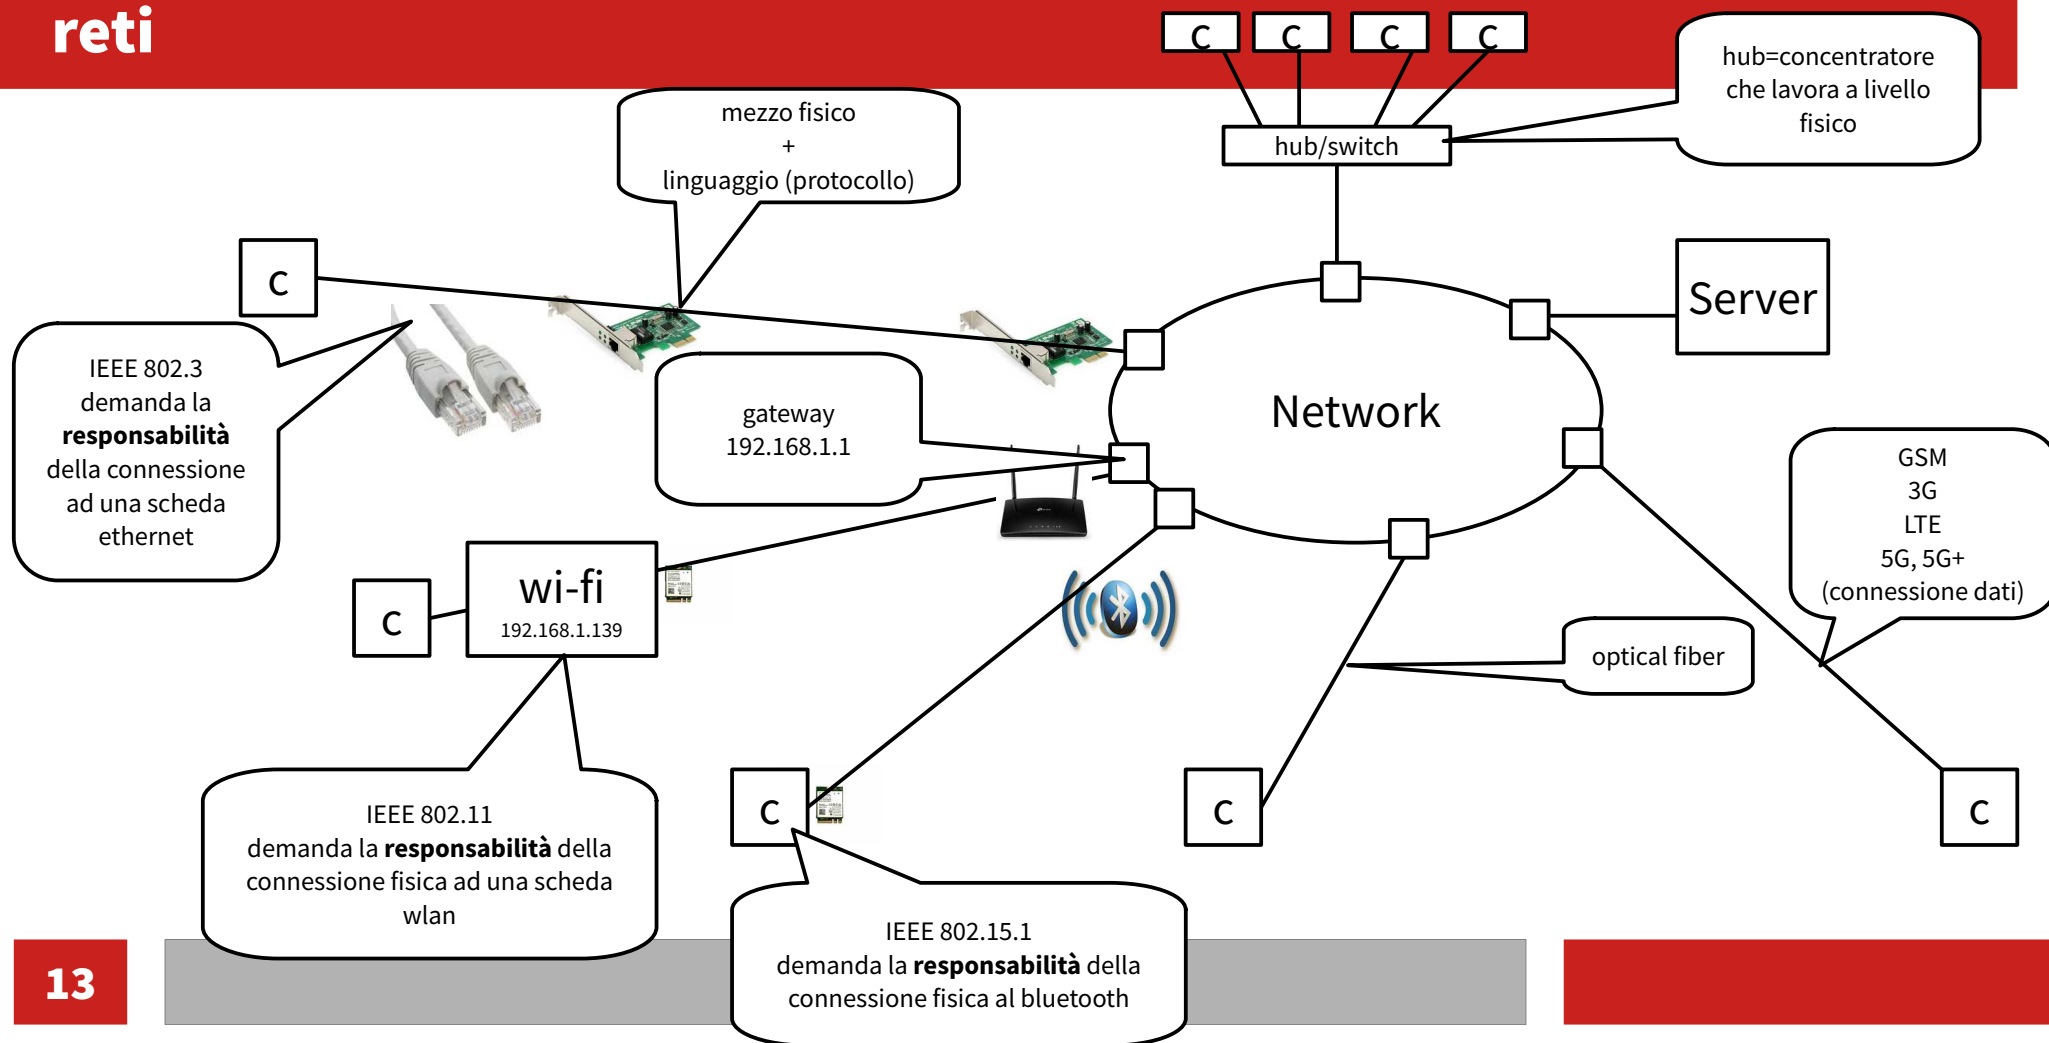 reti
C
C
C
C
hub=concentratore
che lavora a livello
fisico
mezzo fisico
+
linguaggio (protocollo)
hub/switch
C
Server
IEEE 802.3
demanda la
responsabilità
della connessione
ad una scheda
ethernet
gateway
192.168.1.1
Network
GSM
3G
LTE
5G, 5G+
(connessione dati)
wi-fi
192.168.1.139
C
optical fiber
IEEE 802.11
demanda la responsabilità della
connessione fisica ad una scheda
wlan
C
C
C
IEEE 802.15.1
demanda la responsabilità della
connessione fisica al bluetooth
13